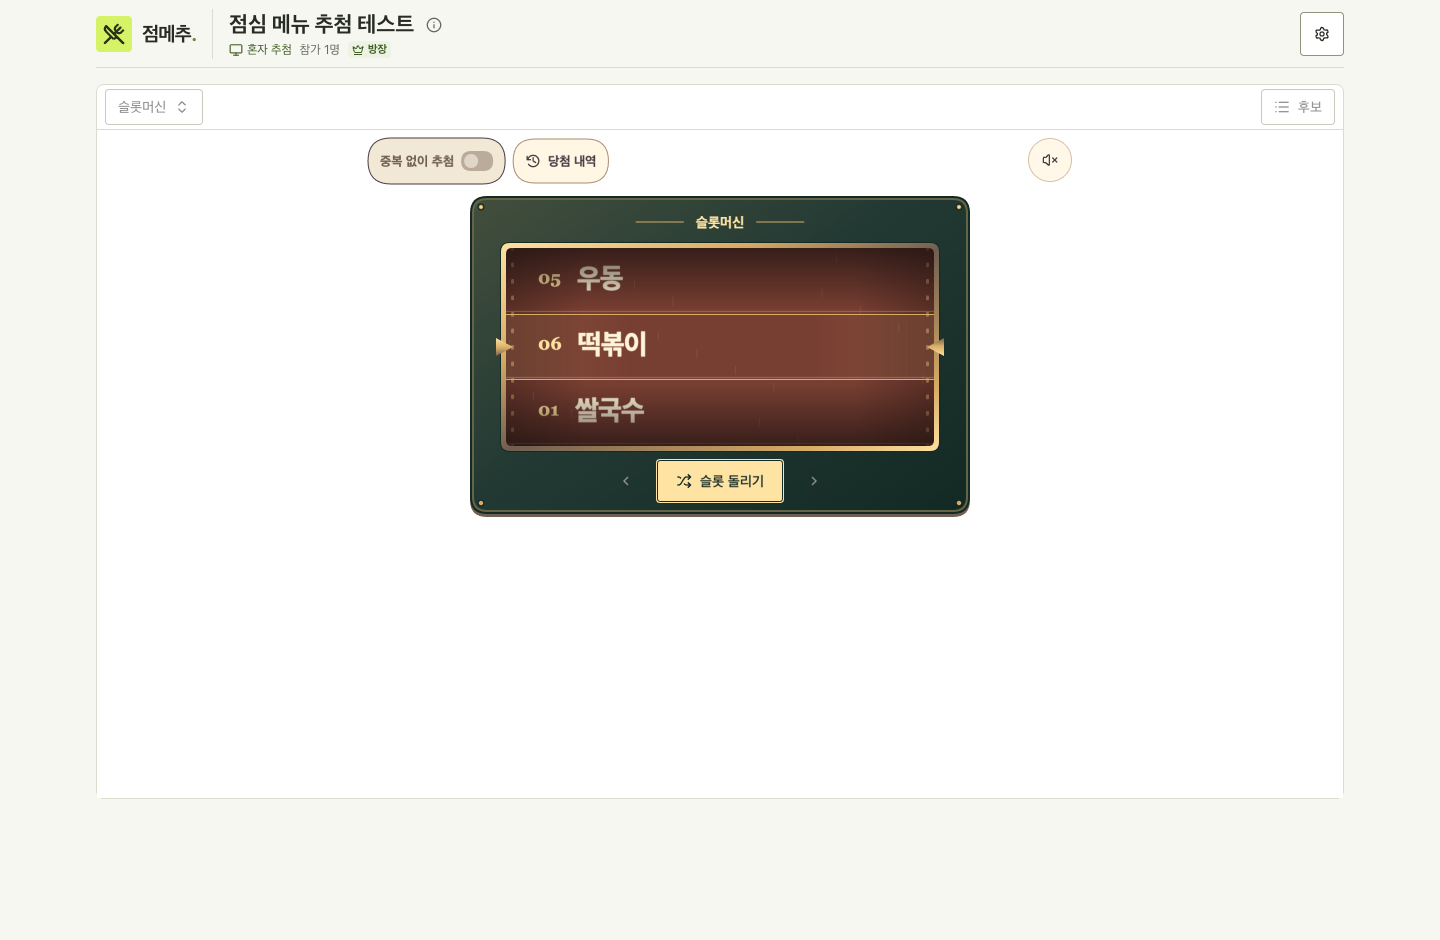 점메추.
점심 메뉴 추첨 테스트
혼자 추첨 참가 1명 방장
슬롯머신
후보
중복 없이 추첨
당첨 내역
슬롯머신
05 우동
06 떡볶이
01 쌀국수
슬롯 돌리기